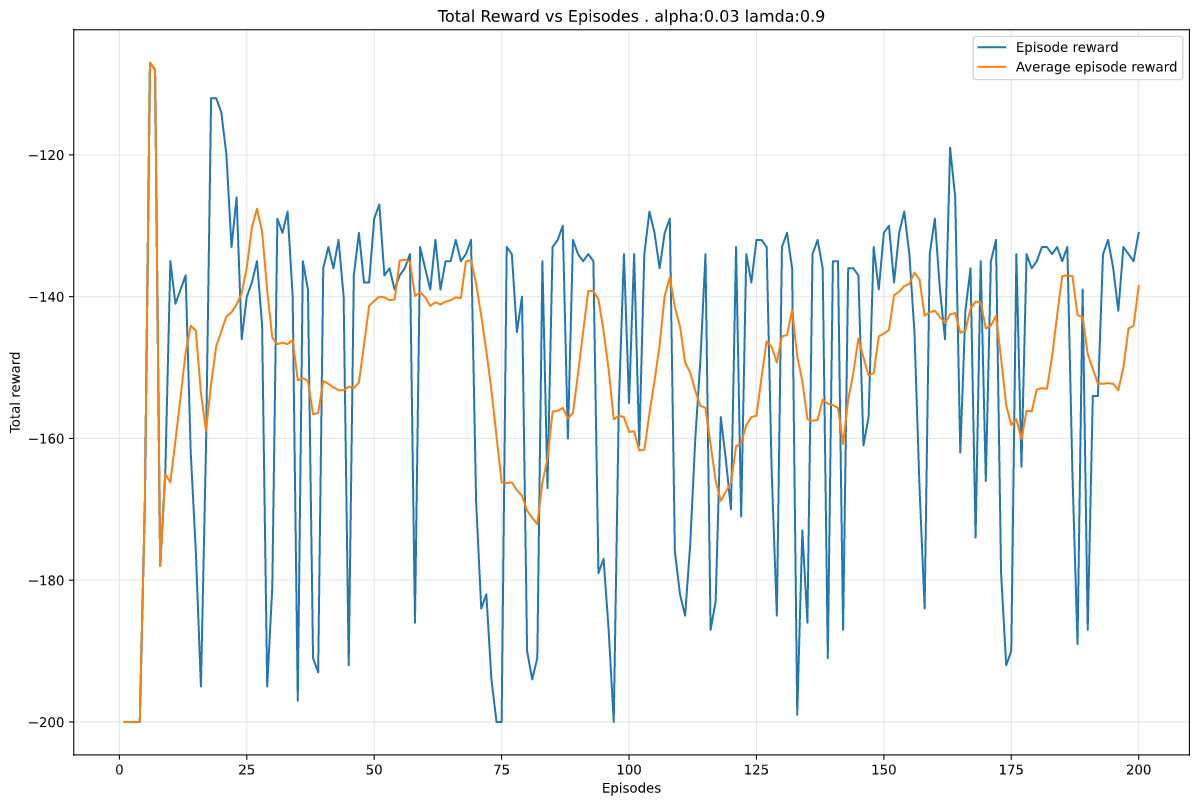 Total Reward vs Episodes . alpha:0.03 lamda:0.9
Episode reward
Average episode reward
Total reward
−120
−140
−160
−180
−200
0 25 50 75 100 125 150 175 200
Episodes